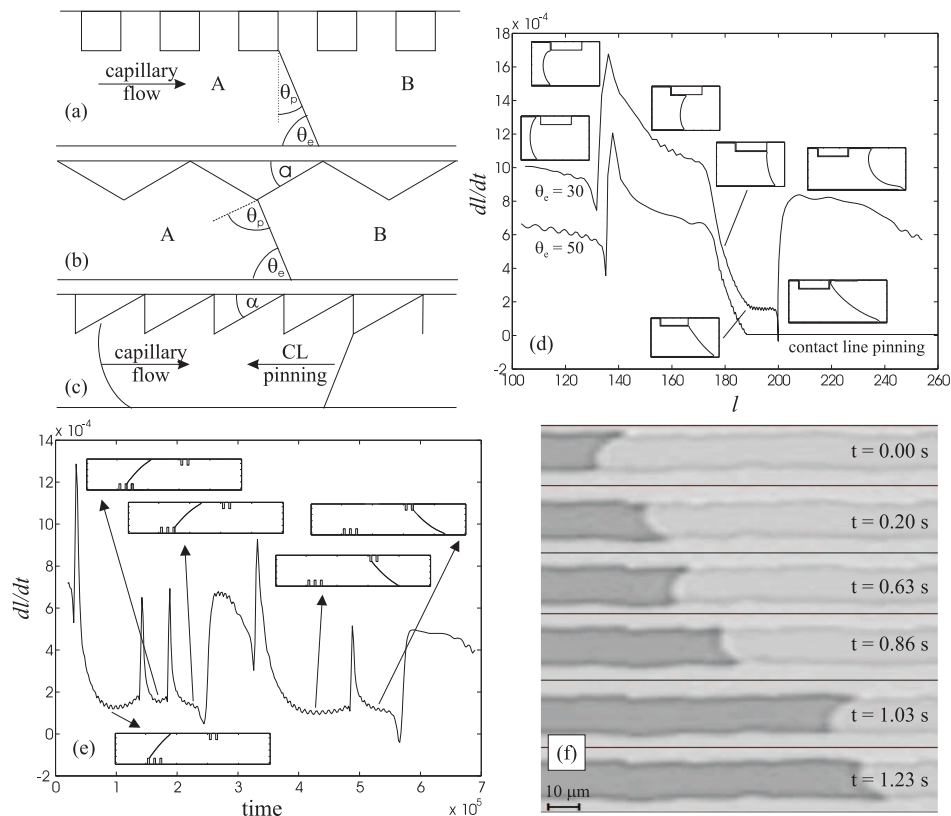 capillary
flow
A
B
θp
θe
(a)
α
θp
A
B
(b)
θe
α
capillary
flow
CL
pinning
(c)
x 10^-4
18
16
14
12
10
8
6
4
2
0
-2
dl/dt
θe = 30
θe = 50
(d)
contact line pinning
100 120 140 160 180 200 220 240 260
l
x 10^-4
14
12
10
8
6
4
2
0
-2
dl/dt
(e)
0 1 2 3 4 5 6 7
time
x 10^5
t = 0.00 s
t = 0.20 s
t = 0.63 s
t = 0.86 s
t = 1.03 s
(f)
t = 1.23 s
10 μm